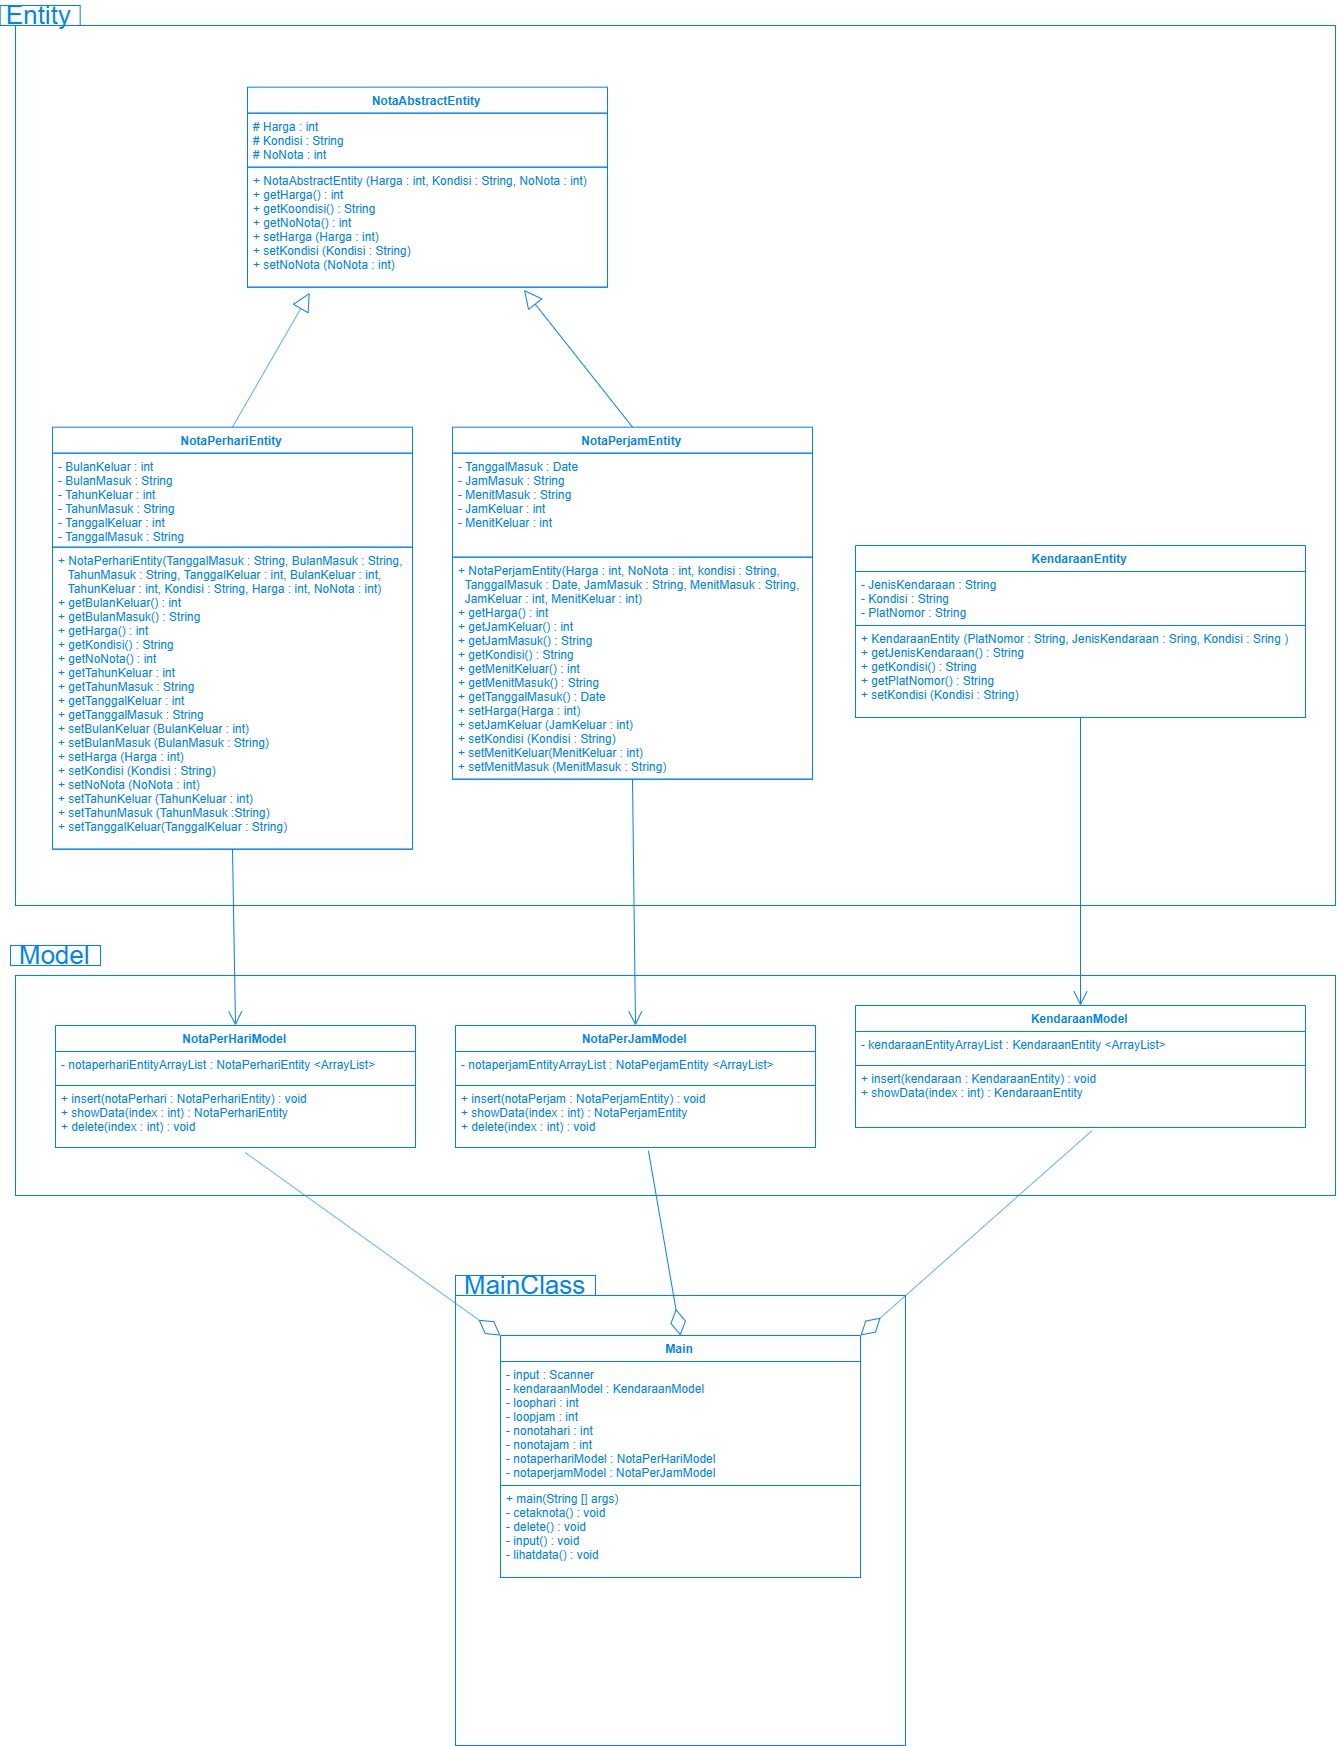 Entity
NotaAbstractEntity
# Harga : int
# Kondisi : String
# NoNota : int
+ NotaAbstractEntity (Harga : int, Kondisi : String, NoNota : int)
+ getHarga() : int
+ getKoondisi() : String
+ getNoNota() : int
+ setHarga (Harga : int)
+ setKondisi (Kondisi : String)
+ setNoNota (NoNota : int)
NotaPerhariEntity
- BulanKeluar : int
- BulanMasuk : String
- TahunKeluar : int
- TahunMasuk : String
- TanggalKeluar : int
- TanggalMasuk : String
+ NotaPerhariEntity(TanggalMasuk : String, BulanMasuk : String,
TahunMasuk : String, TanggalKeluar : int, BulanKeluar : int,
TahunKeluar : int, Kondisi : String, Harga : int, NoNota : int)
+ getBulanKeluar() : int
+ getBulanMasuk() : String
+ getHarga() : int
+ getKondisi() : String
+ getNoNota() : int
+ getTahunKeluar : int
+ getTahunMasuk : String
+ getTanggalKeluar : int
+ getTanggalMasuk : String
+ setBulanKeluar (BulanKeluar : int)
+ setBulanMasuk (BulanMasuk : String)
+ setHarga (Harga : int)
+ setKondisi (Kondisi : String)
+ setNoNota (NoNota : int)
+ setTahunKeluar (TahunKeluar : int)
+ setTahunMasuk (TahunMasuk :String)
+ setTanggalKeluar(TanggalKeluar : String)
NotaPerjamEntity
- TanggalMasuk : Date
- JamMasuk : String
- MenitMasuk : String
- JamKeluar : int
- MenitKeluar : int
+ NotaPerjamEntity(Harga : int, NoNota : int, kondisi : String,
TanggalMasuk : Date, JamMasuk : String, MenitMasuk : String,
JamKeluar : int, MenitKeluar : int)
+ getHarga() : int
+ getJamKeluar() : int
+ getJamMasuk() : String
+ getKondisi() : String
+ getMenitKeluar() : int
+ getMenitMasuk() : String
+ getTanggalMasuk() : Date
+ setHarga(Harga : int)
+ setJamKeluar (JamKeluar : int)
+ setKondisi (Kondisi : String)
+ setMenitKeluar(MenitKeluar : int)
+ setMenitMasuk (MenitMasuk : String)
KendaraanEntity
- JenisKendaraan : String
- Kondisi : String
- PlatNomor : String
+ KendaraanEntity (PlatNomor : String, JenisKendaraan : Sring, Kondisi : Sring )
+ getJenisKendaraan() : String
+ getKondisi() : String
+ getPlatNomor() : String
+ setKondisi (Kondisi : String)
Model
NotaPerHariModel
- notaperhariEntityArrayList : NotaPerhariEntity <ArrayList>
+ insert(notaPerhari : NotaPerhariEntity) : void
+ showData(index : int) : NotaPerhariEntity
+ delete(index : int) : void
NotaPerJamModel
- notaperjamEntityArrayList : NotaPerjamEntity <ArrayList>
+ insert(notaPerjam : NotaPerjamEntity) : void
+ showData(index : int) : NotaPerjamEntity
+ delete(index : int) : void
KendaraanModel
- kendaraanEntityArrayList : KendaraanEntity <ArrayList>
+ insert(kendaraan : KendaraanEntity) : void
+ showData(index : int) : KendaraanEntity
MainClass
Main
- input : Scanner
- kendaraanModel : KendaraanModel
- loophari : int
- loopjam : int
- nonotahari : int
- nonotajam : int
- notaperhariModel : NotaPerHariModel
- notaperjamModel : NotaPerJamModel
+ main(String [] args)
- cetaknota() : void
- delete() : void
- input() : void
- lihatdata() : void